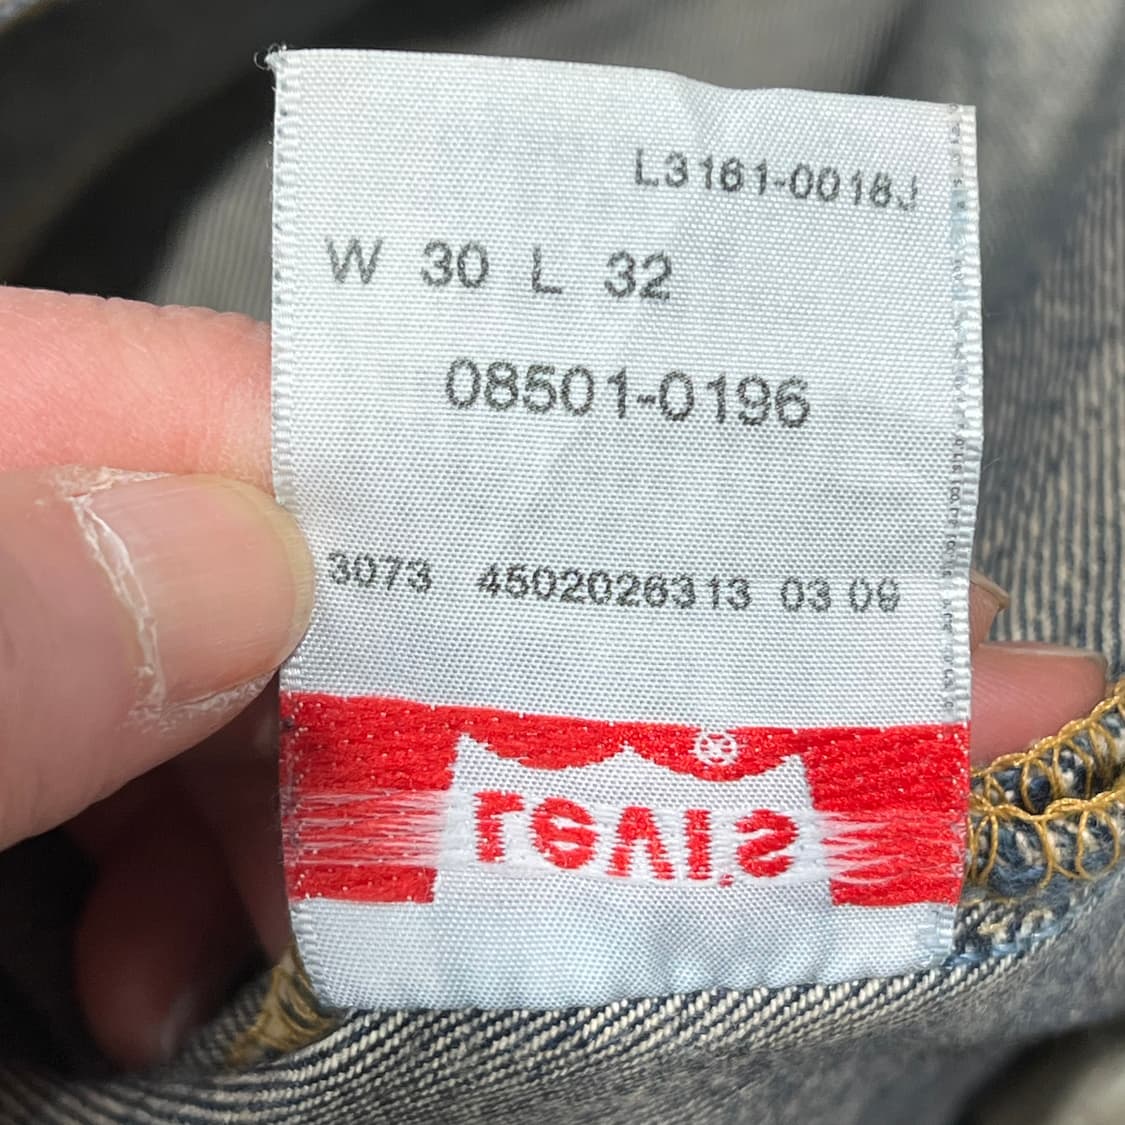 L3161-0018J
W 30 L 32
08501-0196
3073 4502026313 03 09
Levi's